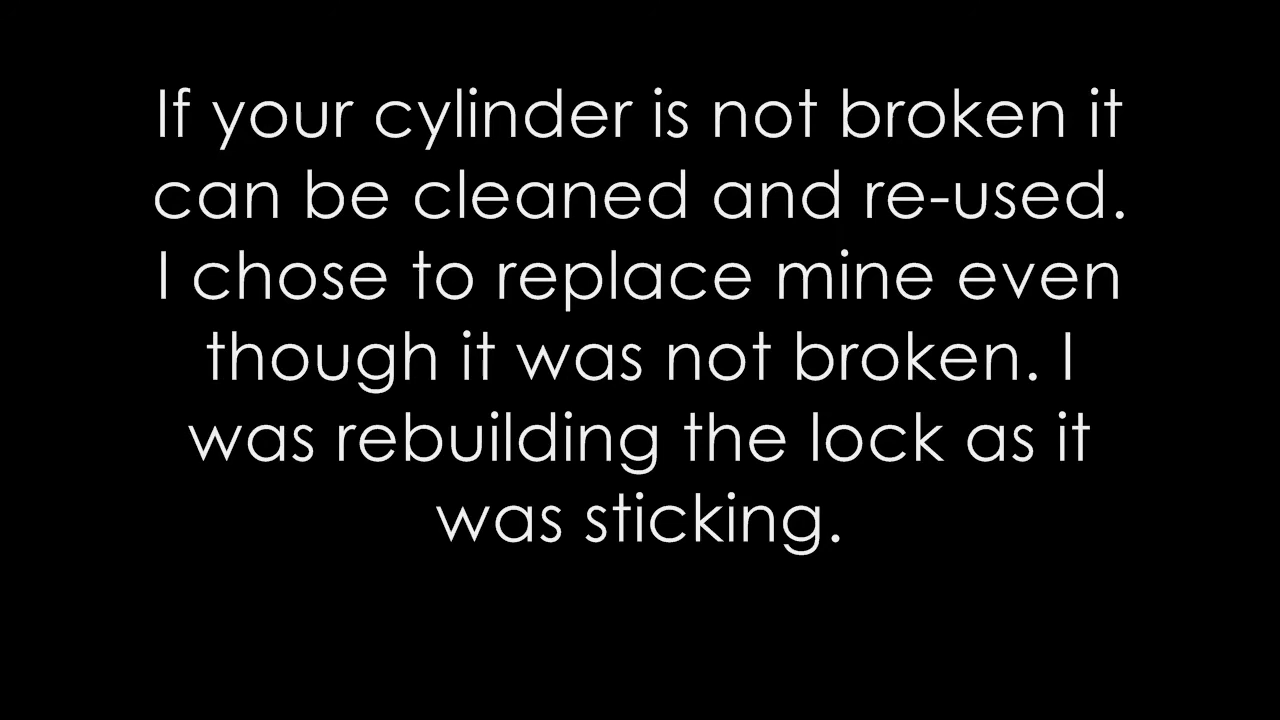 If your cylinder is not broken it
can be cleaned and re-used.
I chose to replace mine even
though it was not broken. I
was rebuilding the lock as it
was sticking.